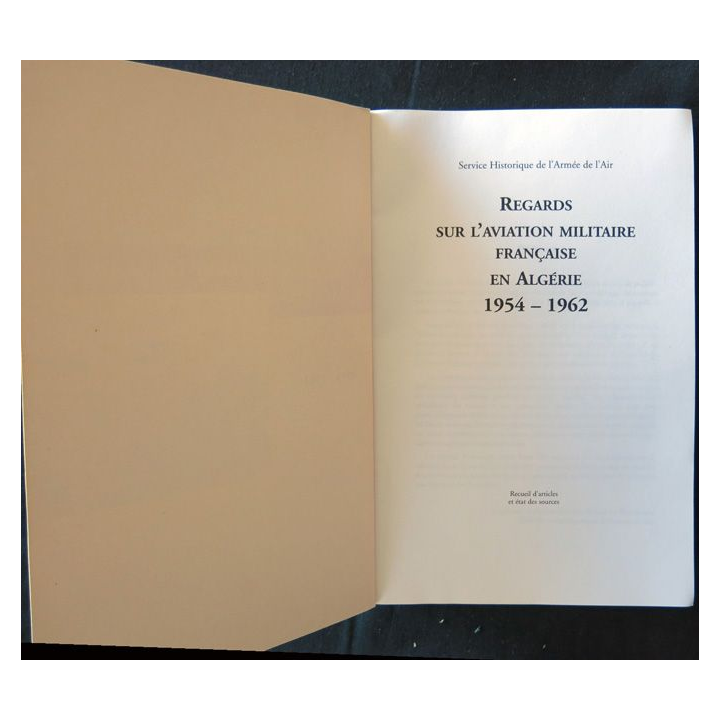 Service Historique de l'Armée de l'Air
REGARDS
SUR L'AVIATION MILITAIRE
FRANÇAISE
EN ALGÉRIE
1954 – 1962
Recueil d'articles
et état des sources